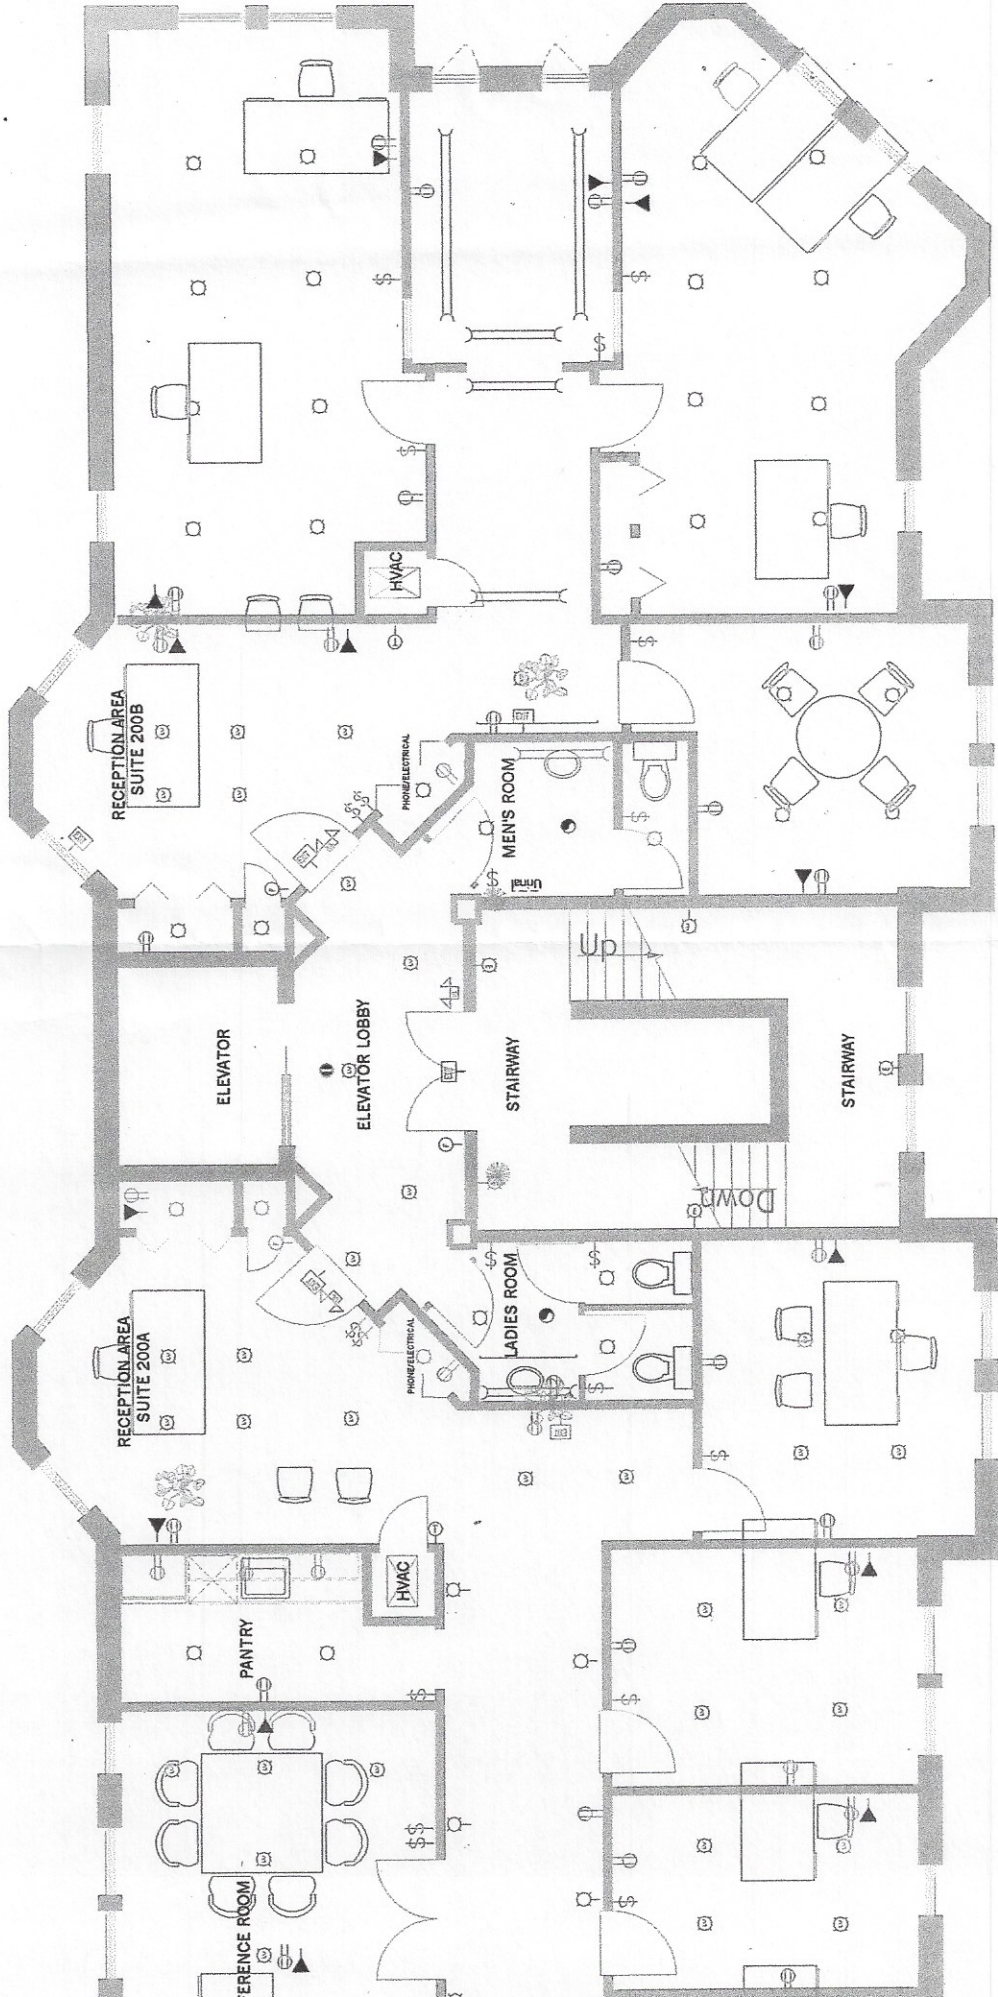 HVAC
RECEPTION AREA
SUITE 200B
PHONE/ELECTRICAL
MEN'S ROOM
Urinal
Up
ELEVATOR
ELEVATOR LOBBY
STAIRWAY
STAIRWAY
Down
LADIES ROOM
RECEPTION AREA
SUITE 200A
PHONE/ELECTRICAL
HVAC
PANTRY
FERENCE ROOM